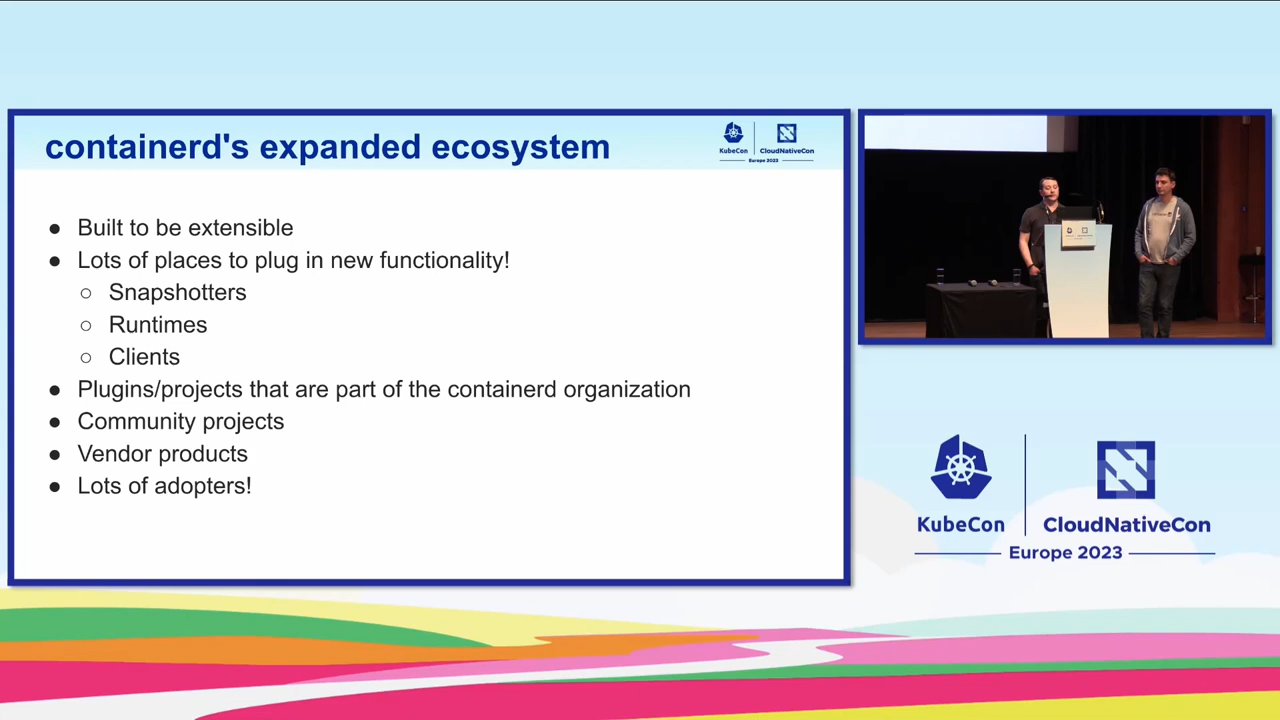 containerd's expanded ecosystem
KubeCon
CloudNativeCon
Europe 2023
● Built to be extensible
● Lots of places to plug in new functionality!
○ Snapshotters
○ Runtimes
○ Clients
● Plugins/projects that are part of the containerd organization
● Community projects
● Vendor products
● Lots of adopters!
KubeCon
CloudNativeCon
Europe 2023